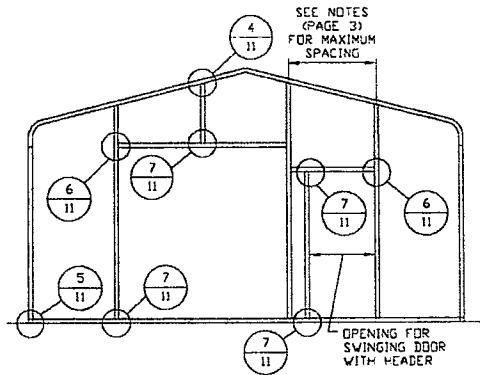 SEE NOTES
(PAGE 3)
FOR MAXIMUM
SPACING
4
11
7
11
6
11
7
11
6
11
5
11
7
11
7
11
OPENING FOR
SWINGING DOOR
WITH HEADER